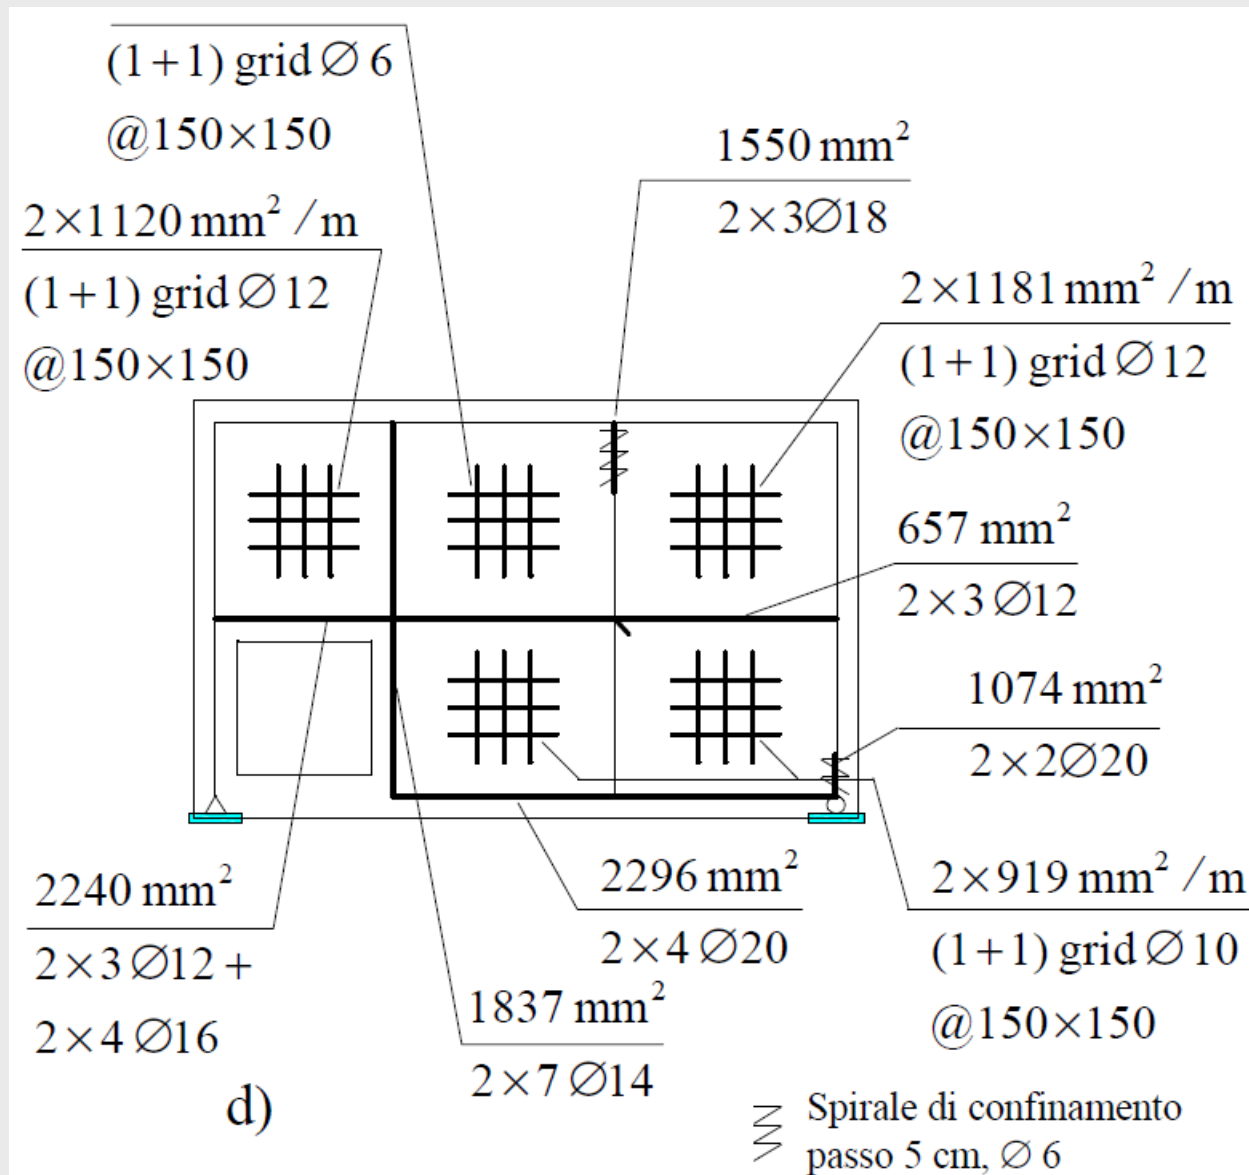 (1+1) grid ∅ 6
@150×150
1550 mm²
2×3∅18
2×1120 mm² / m
(1+1) grid ∅ 12
@150×150
2×1181 mm² / m
(1+1) grid ∅ 12
@150×150
657 mm²
2×3 ∅12
1074 mm²
2×2∅20
2240 mm²
2×3 ∅12 +
2×4 ∅16
2296 mm²
2×4 ∅20
2×919 mm² / m
(1+1) grid ∅ 10
@150×150
1837 mm²
2×7 ∅14
d)
Spirale di confinamento
passo 5 cm, ∅ 6